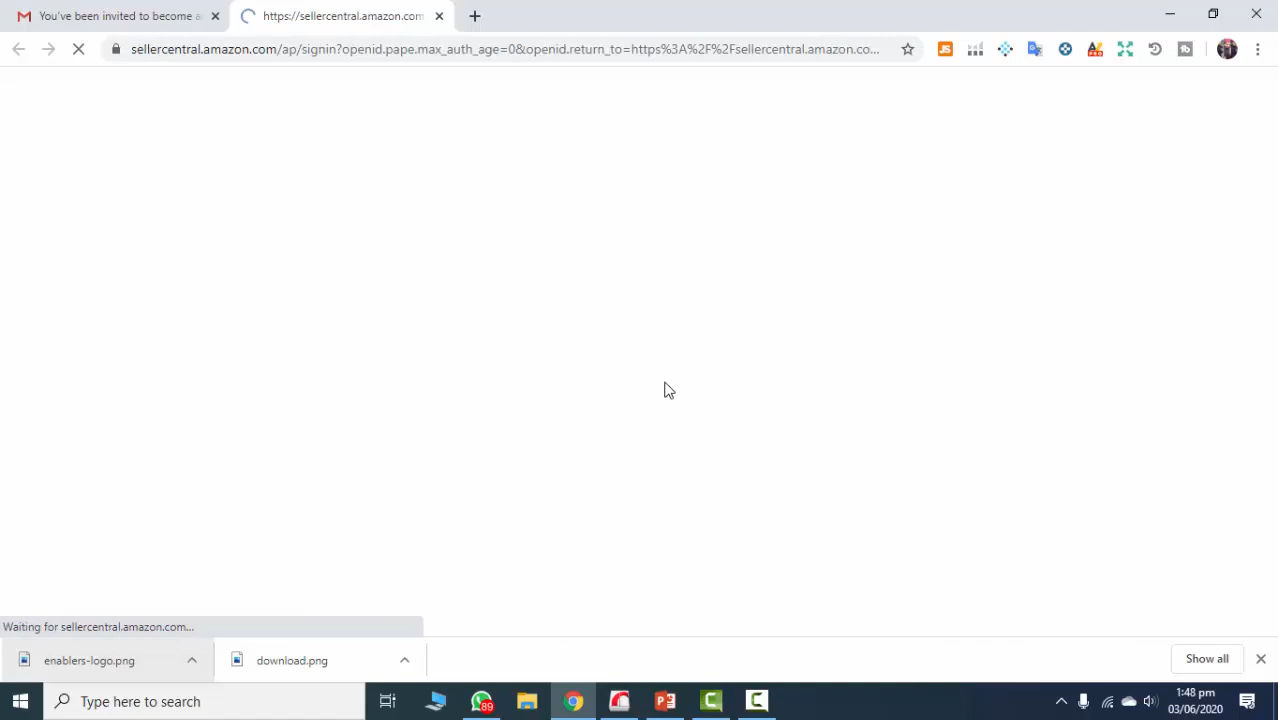 You've been invited to become a
https://sellercentral.amazon.com
sellercentral.amazon.com/ap/signin?openid.pape.max_auth_age=0&openid.return_to=https%3A%2F%2Fsellercentral.amazon.co...
JS
PRO
Waiting for sellercentral.amazon.com...
enablers-logo.png
download.png
Show all
Type here to search
89
1:48 pm
03/06/2020